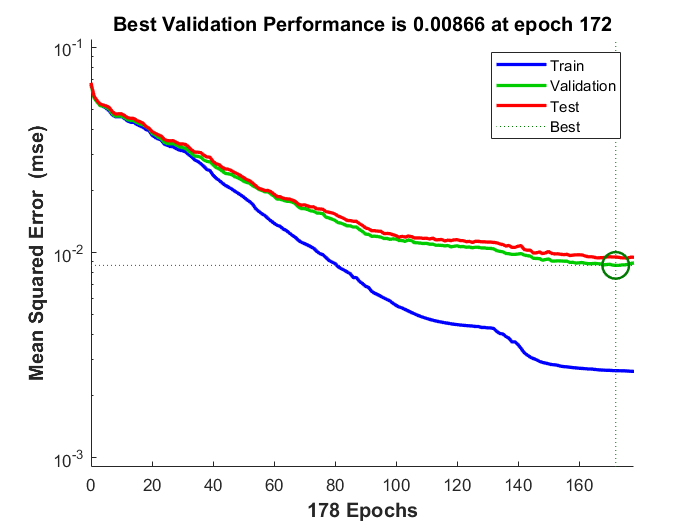 Best Validation Performance is 0.00866 at epoch 172
Mean Squared Error (mse)
10^-1
10^-2
10^-3
Train
Validation
Test
Best
0 20 40 60 80 100 120 140 160
178 Epochs